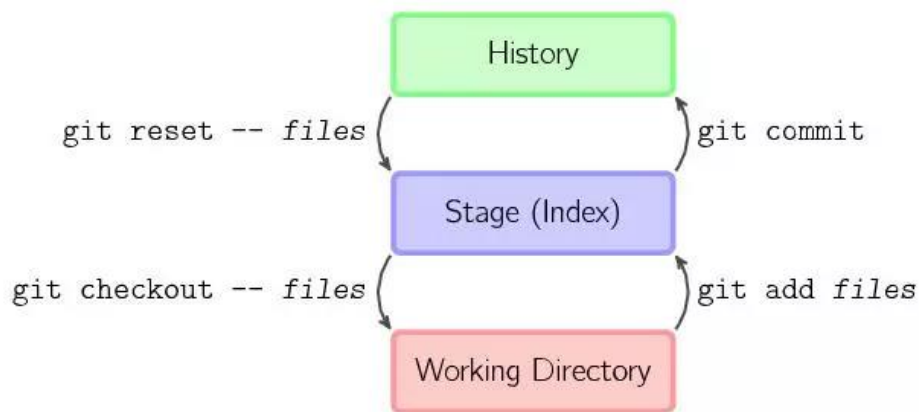 History
git reset -- files
git commit
Stage (Index)
git checkout -- files
git add files
Working Directory